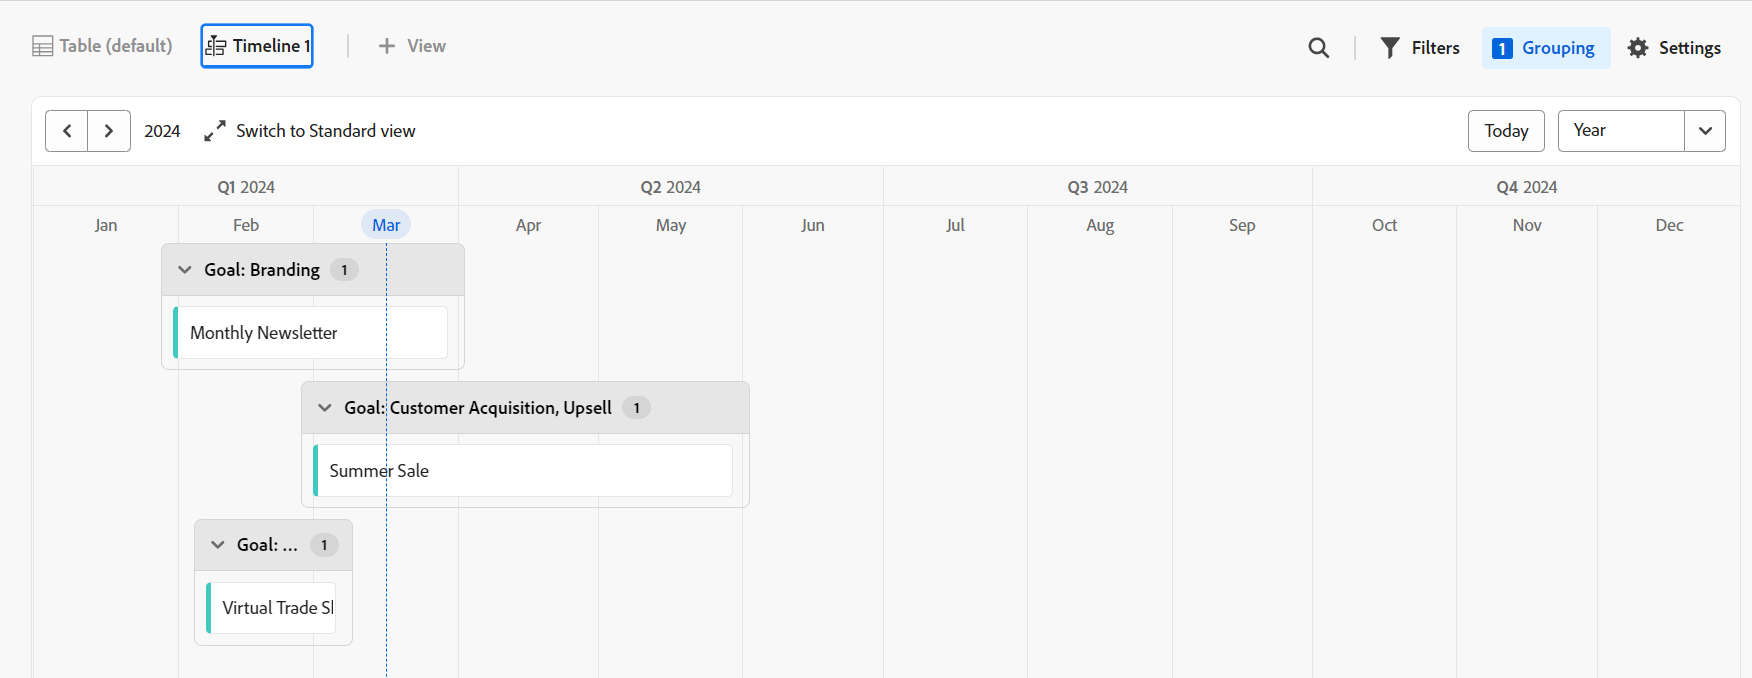 Table (default) Timeline 1 View Filters 1 Grouping Settings
2024 Switch to Standard view Today Year
Q1 2024 Q2 2024 Q3 2024 Q4 2024
Jan Feb Mar Apr May Jun Jul Aug Sep Oct Nov Dec
Goal: Branding 1
Monthly Newsletter
Goal: Customer Acquisition, Upsell 1
Summer Sale
Goal: ... 1
Virtual Trade